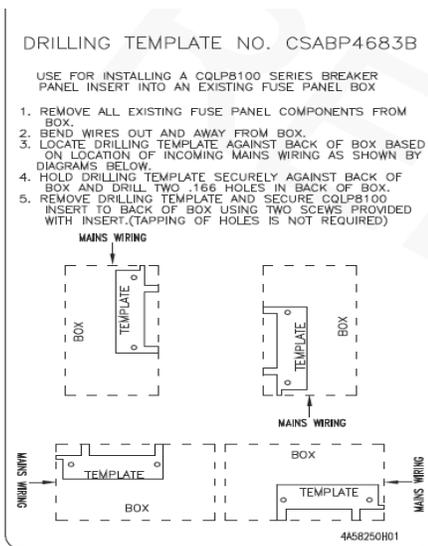 DRILLING TEMPLATE NO. CSABP4683B
USE FOR INSTALLING A CQLP8100 SERIES BREAKER
PANEL INSERT INTO AN EXISTING FUSE PANEL BOX
1. REMOVE ALL EXISTING FUSE PANEL COMPONENTS FROM
BOX.
2. BEND WIRES OUT AND AWAY FROM BOX.
3. LOCATE DRILLING TEMPLATE AGAINST BACK OF BOX BASED
ON LOCATION OF INCOMING MAINS WIRING AS SHOWN BY
DIAGRAMS BELOW.
4. HOLD DRILLING TEMPLATE SECURELY AGAINST BACK OF
BOX AND DRILL TWO .166 HOLES IN BACK OF BOX.
5. REMOVE DRILLING TEMPLATE AND SECURE CQLP8100
INSERT TO BACK OF BOX USING TWO SCEWS PROVIDED
WITH INSERT.(TAPPING OF HOLES IS NOT REQUIRED)
MAINS WIRING
BOX
TEMPLATE
TEMPLATE
BOX
MAINS WIRING
MAINS WIRING
TEMPLATE
BOX
BOX
TEMPLATE
MAINS WIRING
4A58250H01